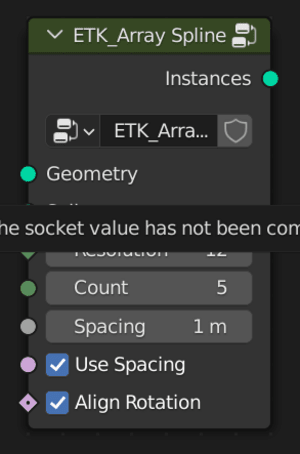 ETK_Array Spline
Instances
ETK_Arra...
Geometry
he socket value has not been com
Resolution 12
Count 5
Spacing 1 m
Use Spacing
Align Rotation